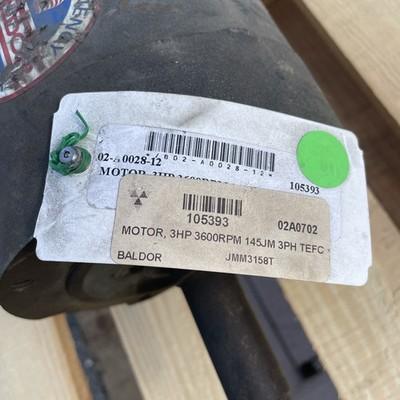 02-A0028-12
02-A0028-12*
MOTOR, 3HP 3600RPM
105393
105393
02A0702
MOTOR, 3HP 3600RPM 145JM 3PH TEFC
BALDOR
JMM3158T